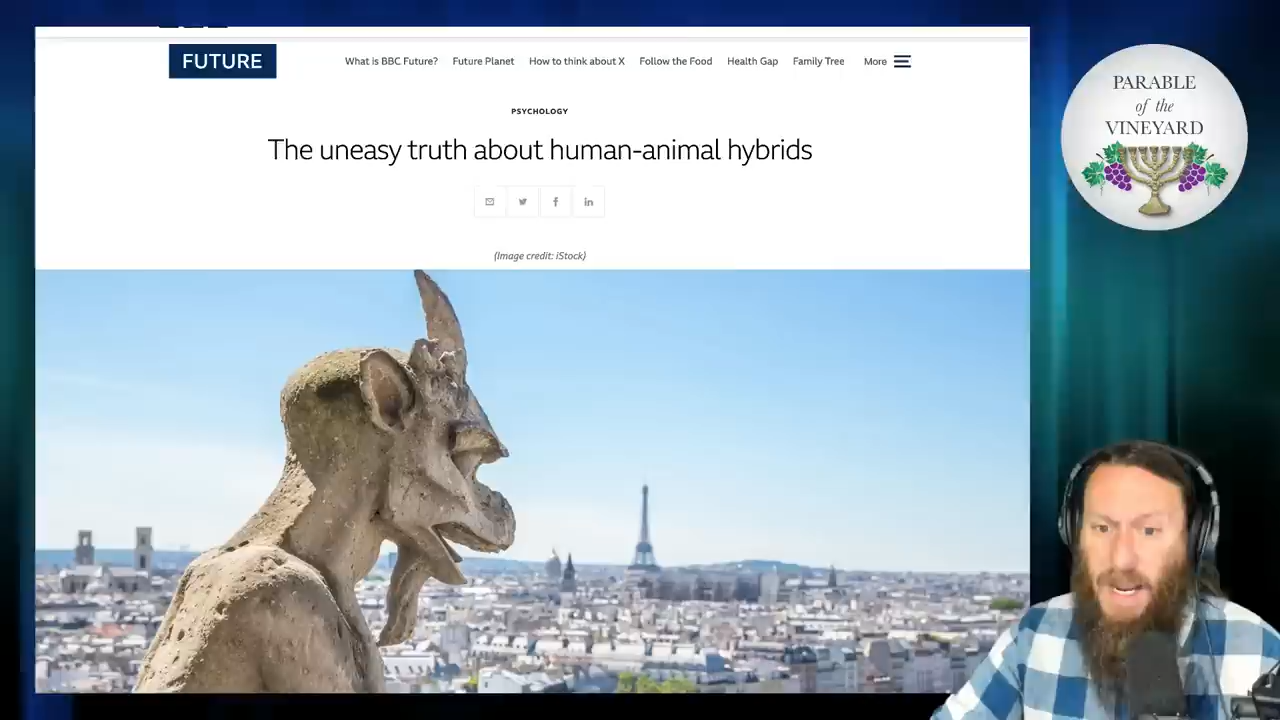 FUTURE
What is BBC Future? Future Planet How to think about X Follow the Food Health Gap Family Tree More
PSYCHOLOGY
The uneasy truth about human-animal hybrids
(Image credit: iStock)
PARABLE
of the
VINEYARD